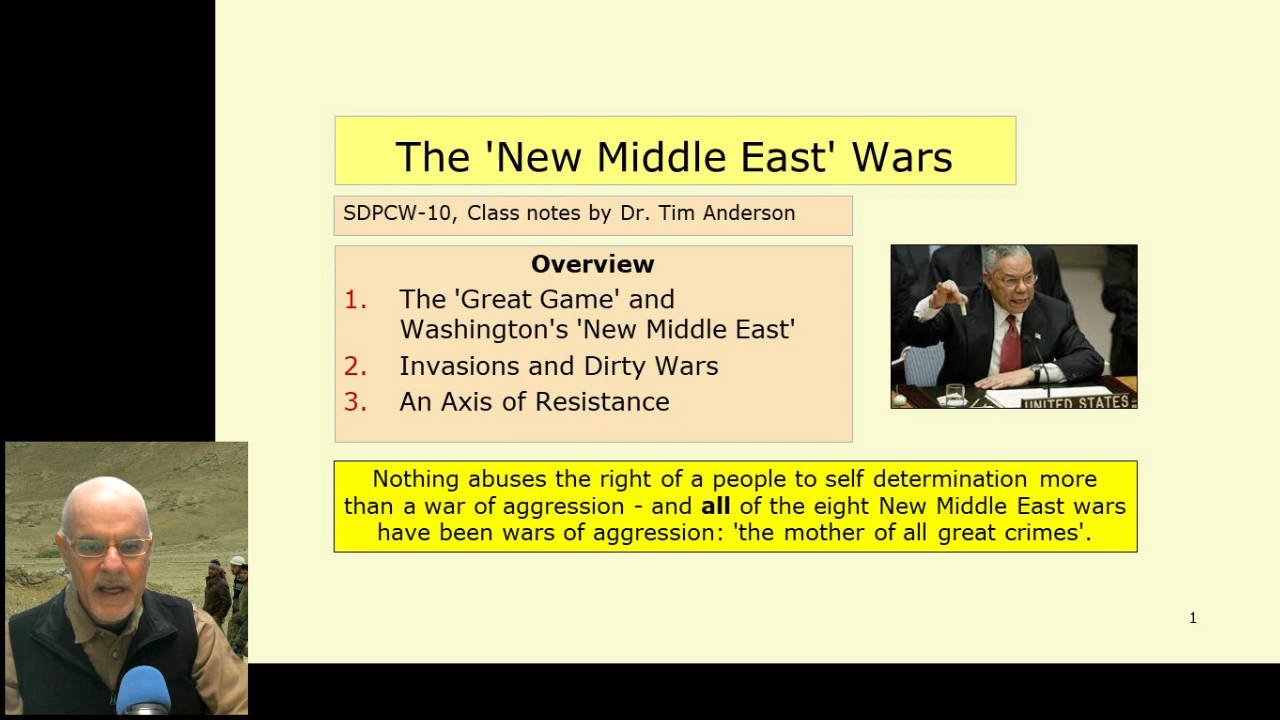 The 'New Middle East' Wars
SDPCW-10, Class notes by Dr. Tim Anderson
Overview
1. The 'Great Game' and
Washington's 'New Middle East'
2. Invasions and Dirty Wars
3. An Axis of Resistance
UNITED STATES
Nothing abuses the right of a people to self determination more
than a war of aggression - and all of the eight New Middle East wars
have been wars of aggression: 'the mother of all great crimes'.
1